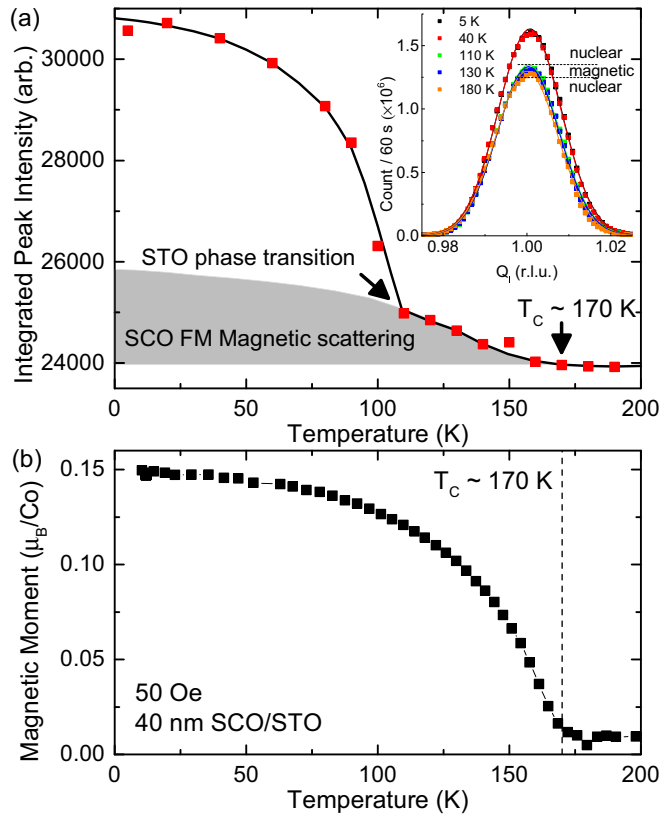 (a)
Integrated Peak Intensity (arb.)
30000
28000
26000
24000
STO phase transition
SCO FM Magnetic scattering
T_C ~ 170 K
0 50 100 150 200
Temperature (K)
5 K
40 K
110 K
130 K
180 K
nuclear
magnetic
nuclear
Count / 60 s (×10⁶)
1.5
1.0
0.5
0.0
0.98 1.00 1.02
Q_l (r.l.u.)
(b)
Magnetic Moment (μ_B/Co)
0.15
0.10
0.05
0.00
T_C ~ 170 K
50 Oe
40 nm SCO/STO
0 50 100 150 200
Temperature (K)